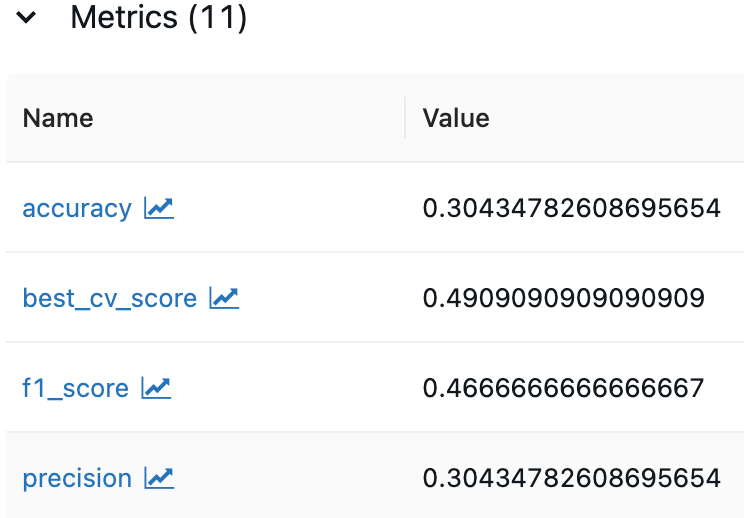 Metrics (11)
Name Value
accuracy 0.30434782608695654
best_cv_score 0.4909090909090909
f1_score 0.4666666666666667
precision 0.30434782608695654